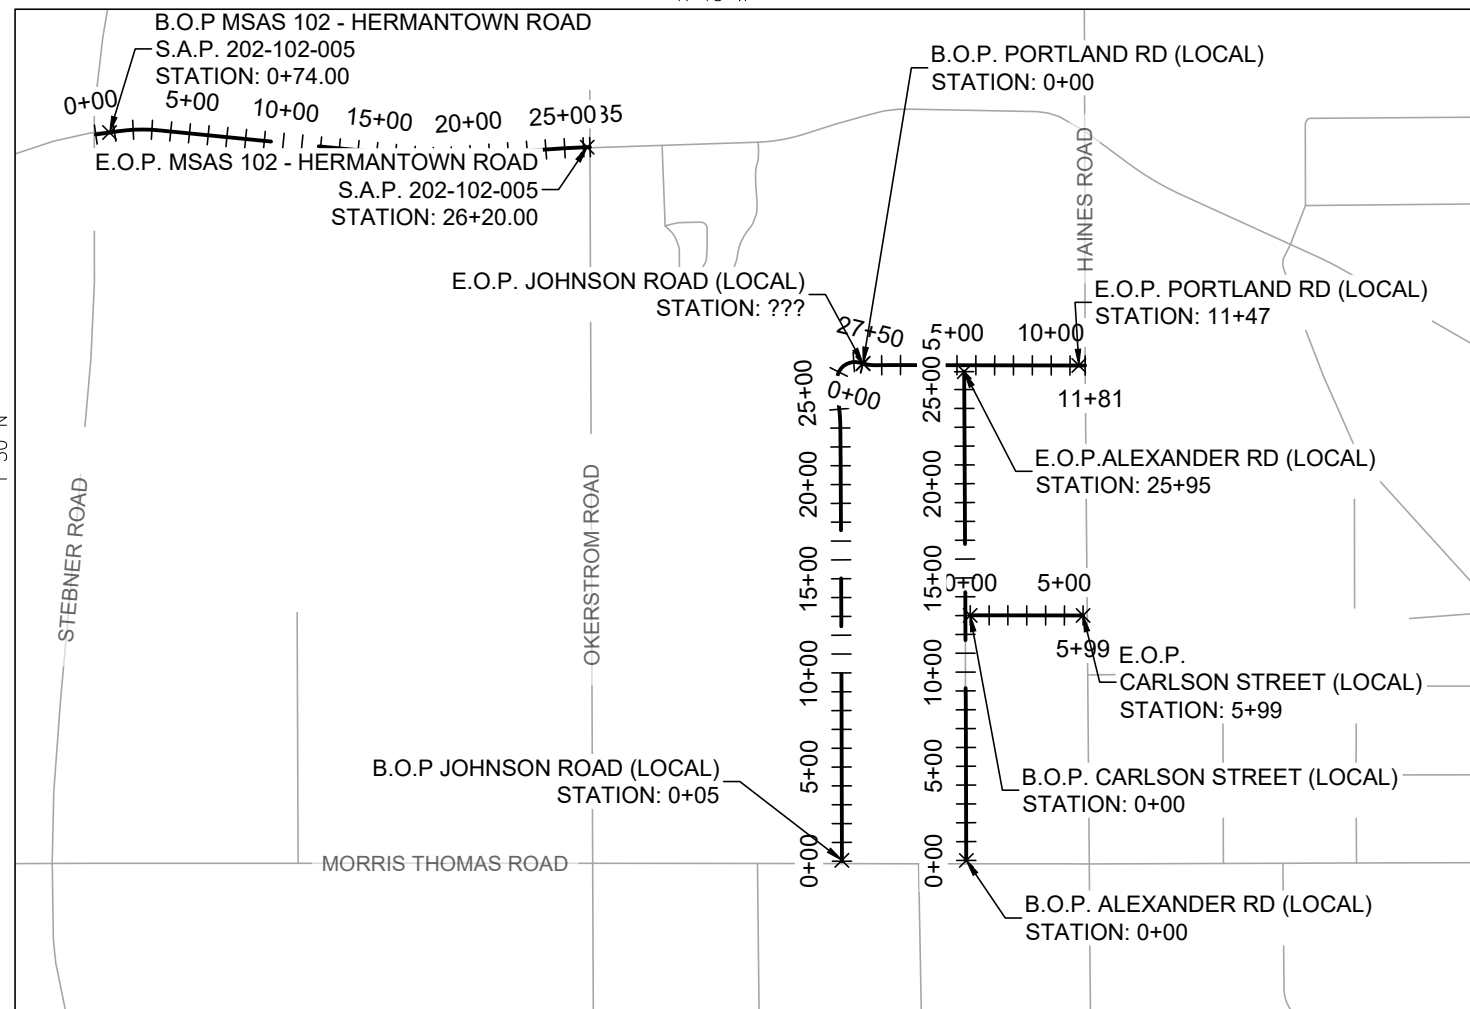 B.O.P MSAS 102 - HERMANTOWN ROAD
S.A.P. 202-102-005
STATION: 0+74.00
0+00
5+00
10+00
15+00
20+00
25+00
35
E.O.P. MSAS 102 - HERMANTOWN ROAD
S.A.P. 202-102-005
STATION: 26+20.00
B.O.P. PORTLAND RD (LOCAL)
STATION: 0+00
HAINES ROAD
E.O.P. JOHNSON ROAD (LOCAL)
STATION: ???
E.O.P. PORTLAND RD (LOCAL)
STATION: 11+47
27+50
5+00
10+00
0+00
11+81
25+00
20+00
15+00
10+00
5+00
0+00
5
25+00
20+00
15+00
10+00
5+00
0+00
E.O.P.ALEXANDER RD (LOCAL)
STATION: 25+95
0+00
5+00
5+99
E.O.P.
CARLSON STREET (LOCAL)
STATION: 5+99
STEBNER ROAD
OKERSTROM ROAD
B.O.P JOHNSON ROAD (LOCAL)
STATION: 0+05
B.O.P. CARLSON STREET (LOCAL)
STATION: 0+00
MORRIS THOMAS ROAD
B.O.P. ALEXANDER RD (LOCAL)
STATION: 0+00